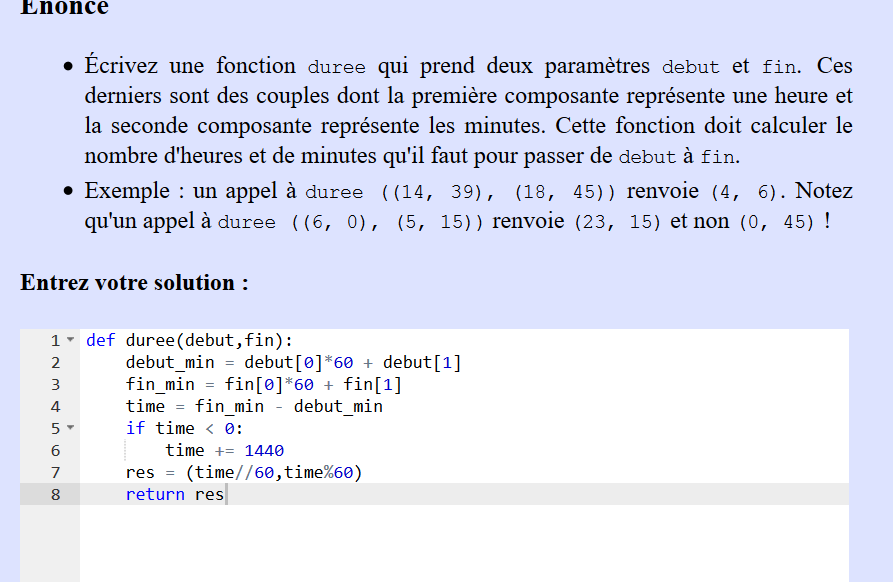 Énoncé
• Écrivez une fonction duree qui prend deux paramètres debut et fin. Ces
derniers sont des couples dont la première composante représente une heure et
la seconde composante représente les minutes. Cette fonction doit calculer le
nombre d'heures et de minutes qu'il faut pour passer de debut à fin.
• Exemple : un appel à duree ((14, 39), (18, 45)) renvoie (4, 6). Notez
qu'un appel à duree ((6, 0), (5, 15)) renvoie (23, 15) et non (0, 45) !
Entrez votre solution :
1 def duree(debut,fin):
2     debut_min = debut[0]*60 + debut[1]
3     fin_min = fin[0]*60 + fin[1]
4     time = fin_min - debut_min
5     if time < 0:
6         time += 1440
7     res = (time//60,time%60)
8     return res